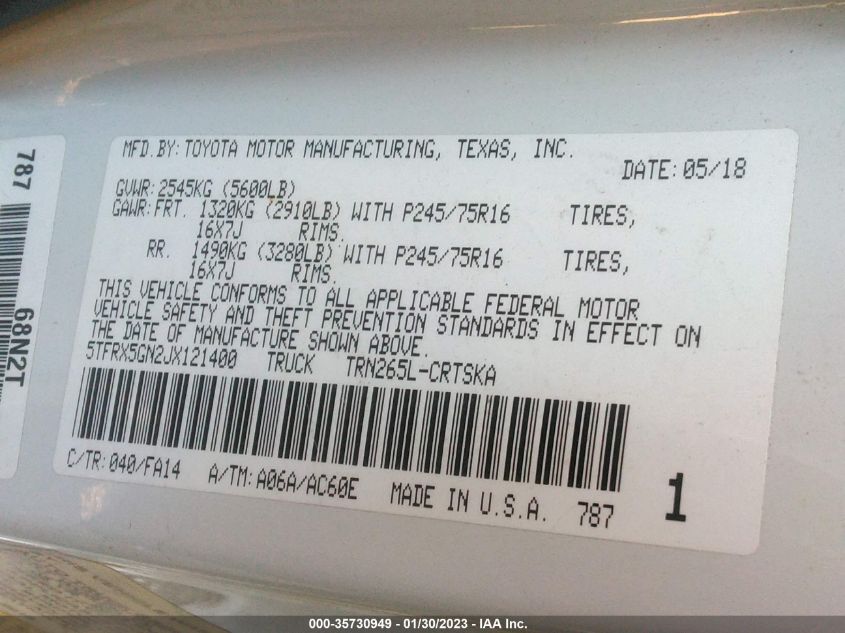 787
68N2T
MFD.BY: TOYOTA MOTOR MANUFACTURING, TEXAS, INC.
DATE: 05/18
GVWR: 2545KG (5600LB)
GAWR: FRT. 1320KG (2910LB) WITH P245/75R16 TIRES,
16X7J RIMS.
RR. 1490KG (3280LB) WITH P245/75R16 TIRES,
16X7J RIMS.
THIS VEHICLE CONFORMS TO ALL APPLICABLE FEDERAL MOTOR
VEHICLE SAFETY AND THEFT PREVENTION STANDARDS IN EFFECT ON
THE DATE OF MANUFACTURE SHOWN ABOVE.
5TFRX5GN2JX121400 TRUCK TRN265L-CRTSKA
C/TR: 040/FA14 A/TM: A06A/AC60E MADE IN U.S.A. 787 1
000-35730949 — 01/30/2023 — IAA Inc.